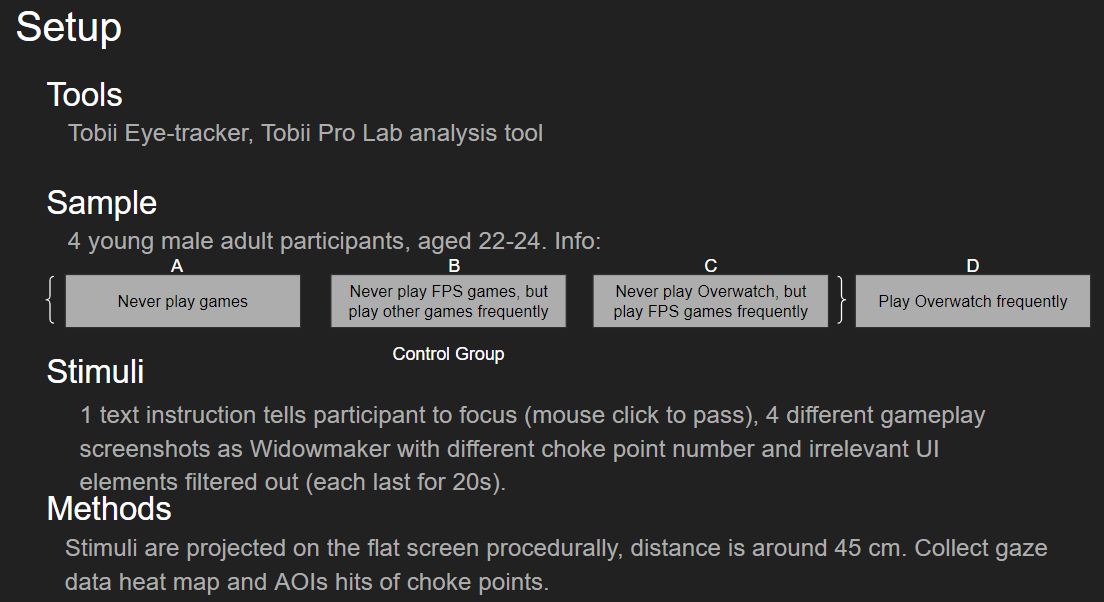 Setup
Tools
Tobii Eye-tracker, Tobii Pro Lab analysis tool
Sample
4 young male adult participants, aged 22-24. Info:
A
Never play games
B
Never play FPS games, but
play other games frequently
C
Never play Overwatch, but
play FPS games frequently
D
Play Overwatch frequently
Control Group
Stimuli
1 text instruction tells participant to focus (mouse click to pass), 4 different gameplay
screenshots as Widowmaker with different choke point number and irrelevant UI
elements filtered out (each last for 20s).
Methods
Stimuli are projected on the flat screen procedurally, distance is around 45 cm. Collect gaze
data heat map and AOIs hits of choke points.